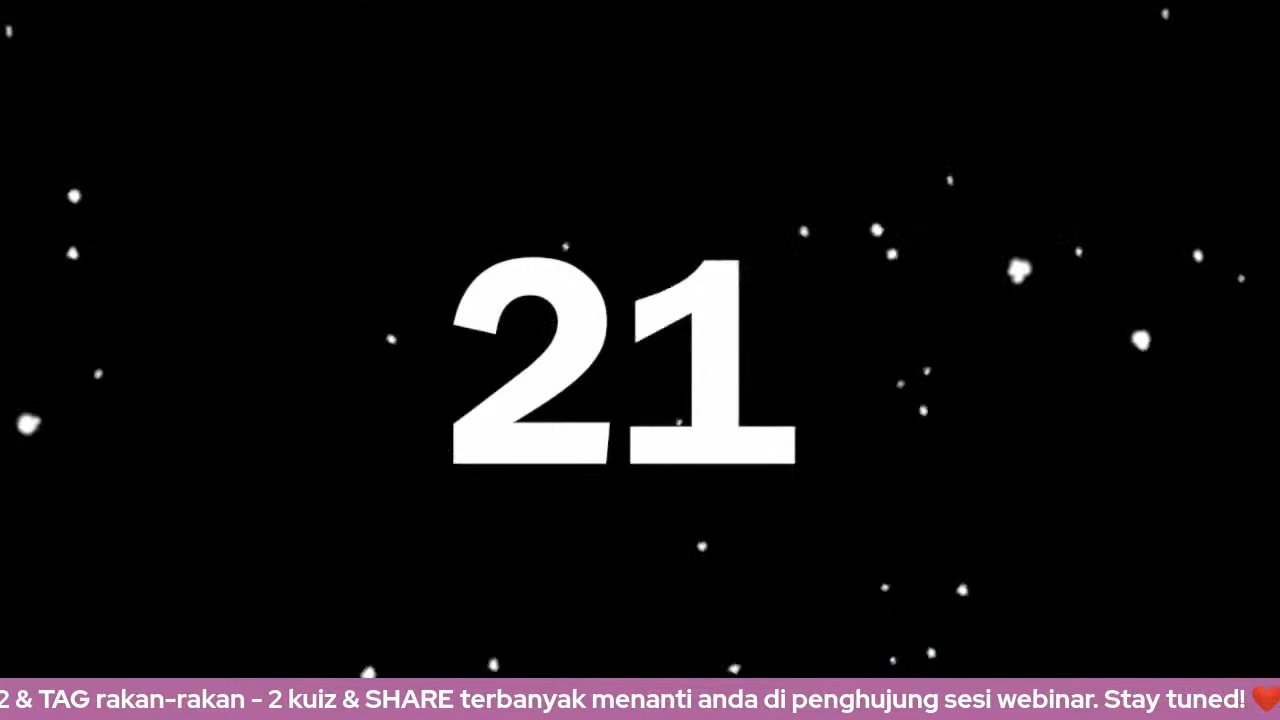 21
2 & TAG rakan-rakan - 2 kuiz & SHARE terbanyak menanti anda di penghujung sesi webinar. Stay tuned! ❤️